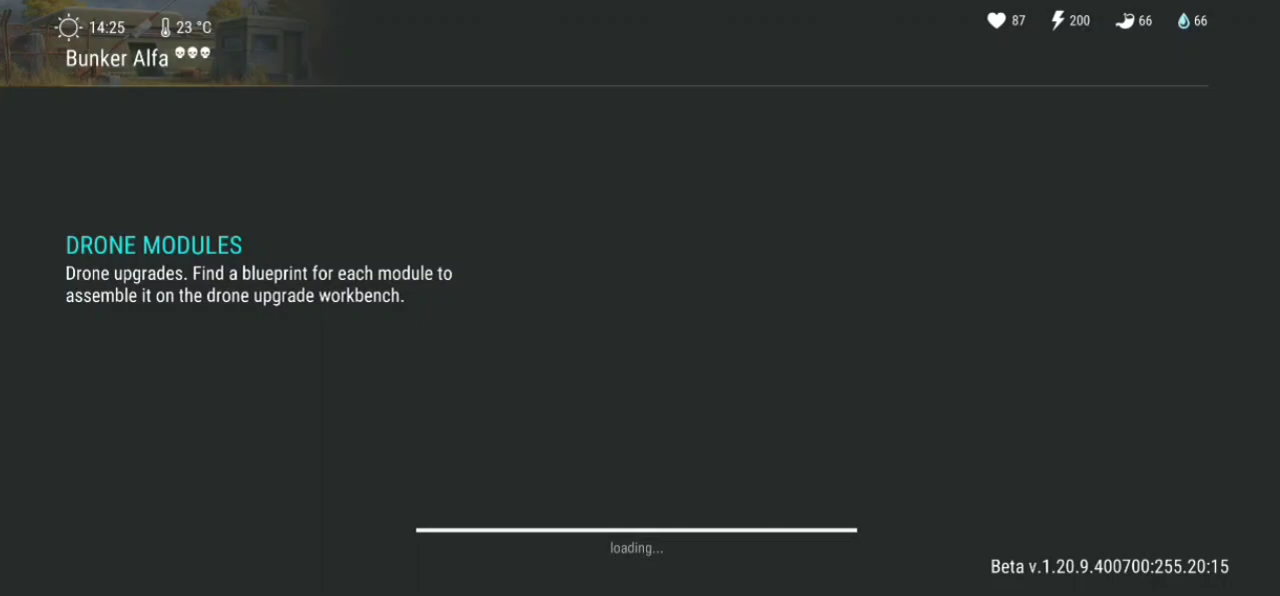 14:25 23 °C
87 200 66 66
Bunker Alfa
DRONE MODULES
Drone upgrades. Find a blueprint for each module to
assemble it on the drone upgrade workbench.
loading...
Beta v.1.20.9.400700:255.20:15